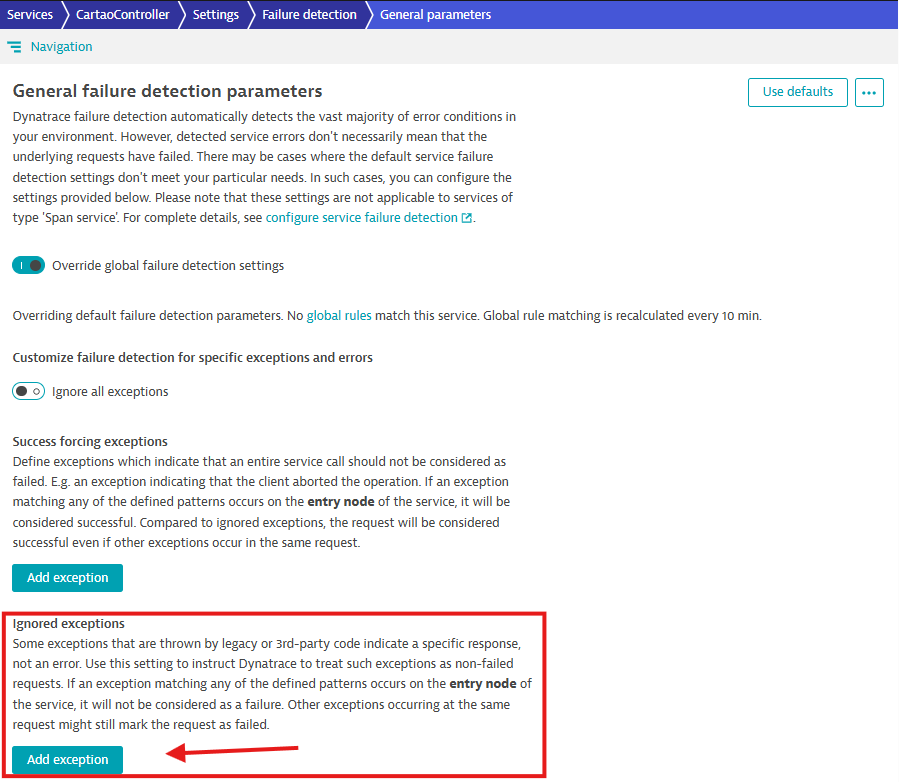 Services
CartaoController
Settings
Failure detection
General parameters
Navigation
General failure detection parameters
Use defaults
...
Dynatrace failure detection automatically detects the vast majority of error conditions in
your environment. However, detected service errors don't necessarily mean that the
underlying requests have failed. There may be cases where the default service failure
detection settings don't meet your particular needs. In such cases, you can configure the
settings provided below. Please note that these settings are not applicable to services of
type 'Span service'. For complete details, see configure service failure detection.
Override global failure detection settings
Overriding default failure detection parameters. No global rules match this service. Global rule matching is recalculated every 10 min.
Customize failure detection for specific exceptions and errors
Ignore all exceptions
Success forcing exceptions
Define exceptions which indicate that an entire service call should not be considered as
failed. E.g. an exception indicating that the client aborted the operation. If an exception
matching any of the defined patterns occurs on the entry node of the service, it will be
considered successful. Compared to ignored exceptions, the request will be considered
successful even if other exceptions occur in the same request.
Add exception
Ignored exceptions
Some exceptions that are thrown by legacy or 3rd-party code indicate a specific response,
not an error. Use this setting to instruct Dynatrace to treat such exceptions as non-failed
requests. If an exception matching any of the defined patterns occurs on the entry node of
the service, it will not be considered as a failure. Other exceptions occurring at the same
request might still mark the request as failed.
Add exception